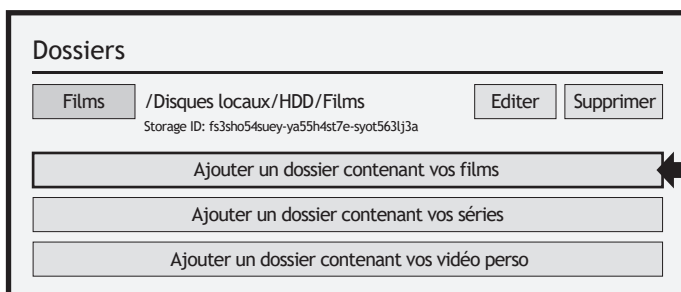 Dossiers
Films /Disques locaux/HDD/Films Editer Supprimer
Storage ID: fs3sho54suey-ya55h4st7e-syot563lj3a
Ajouter un dossier contenant vos films
Ajouter un dossier contenant vos séries
Ajouter un dossier contenant vos vidéo perso